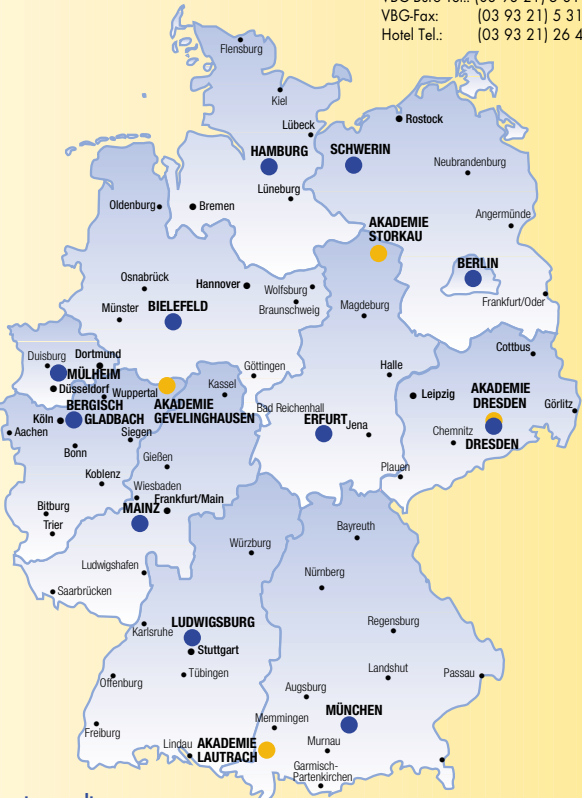 VBG-Fax: (03 93 21) 5 31
Hotel Tel.: (03 93 21) 26 4
Flensburg
Kiel
Lübeck
Rostock
HAMBURG
SCHWERIN
Neubrandenburg
Lüneburg
Oldenburg
Bremen
Angermünde
AKADEMIE
STORKAU
BERLIN
Osnabrück
Hannover
Wolfsburg
Frankfurt/Oder
Münster
BIELEFELD
Braunschweig
Magdeburg
Cottbus
Duisburg
Dortmund
MÜLHEIM
Göttingen
Halle
Düsseldorf
Wuppertal
Kassel
Leipzig
AKADEMIE
DRESDEN
BERGISCH
GLADBACH
AKADEMIE
GEVELINGHAUSEN
Bad Reichenhall
Görlitz
Köln
ERFURT
Jena
Chemnitz
DRESDEN
Aachen
Siegen
Bonn
Gießen
Plauen
Koblenz
Wiesbaden
Frankfurt/Main
Bitburg
MAINZ
Trier
Bayreuth
Würzburg
Ludwigshafen
Nürnberg
Saarbrücken
LUDWIGSBURG
Regensburg
Karlsruhe
Stuttgart
Offenburg
Tübingen
Landshut
Passau
Augsburg
MÜNCHEN
Freiburg
Memmingen
Lindau
AKADEMIE
LAUTRACH
Murnau
Garmisch-
Partenkirchen